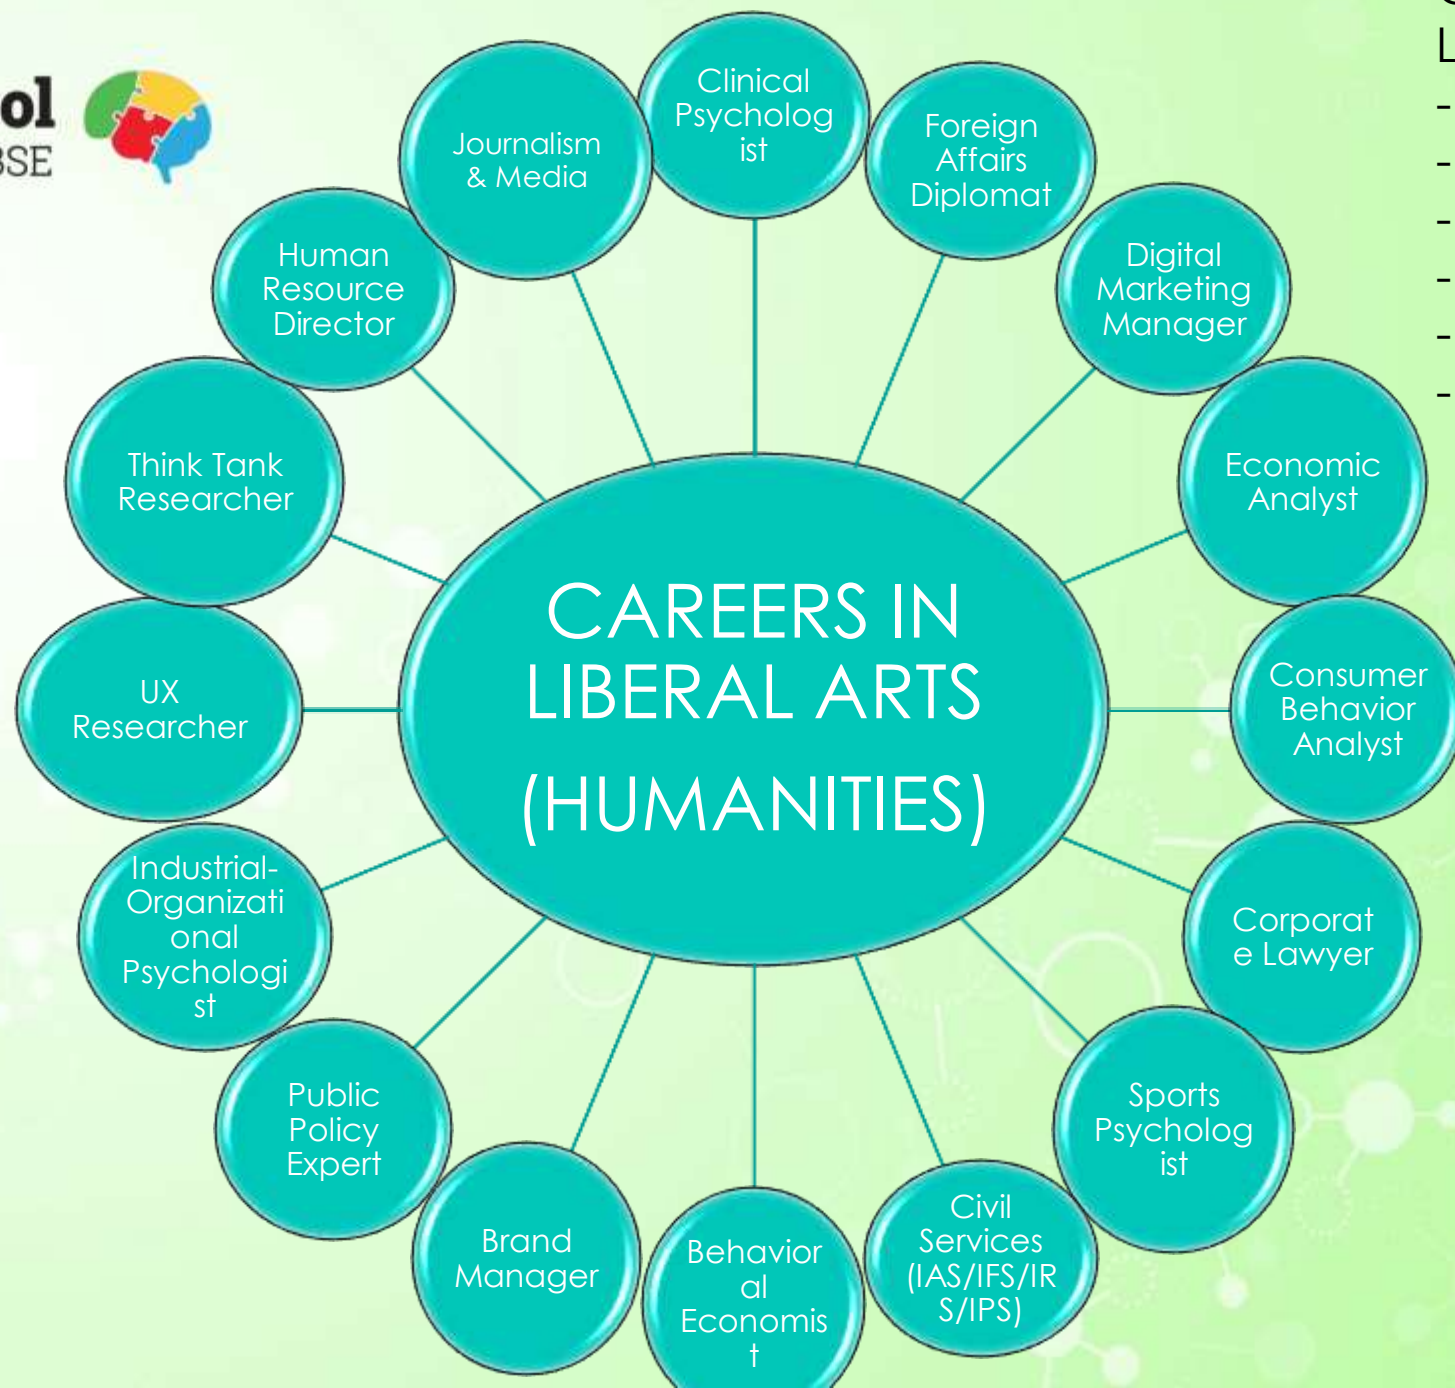 ol
BSE
L
-
-
-
-
-
-
CAREERS IN
LIBERAL ARTS
(HUMANITIES)
Clinical
Psycholog
ist
Foreign
Affairs
Diplomat
Digital
Marketing
Manager
Economic
Analyst
Consumer
Behavior
Analyst
Corporat
e Lawyer
Sports
Psycholog
ist
Civil
Services
(IAS/IFS/IR
S/IPS)
Behavior
al
Economis
t
Brand
Manager
Public
Policy
Expert
Industrial-
Organizati
onal
Psychologi
st
UX
Researcher
Think Tank
Researcher
Human
Resource
Director
Journalism
& Media